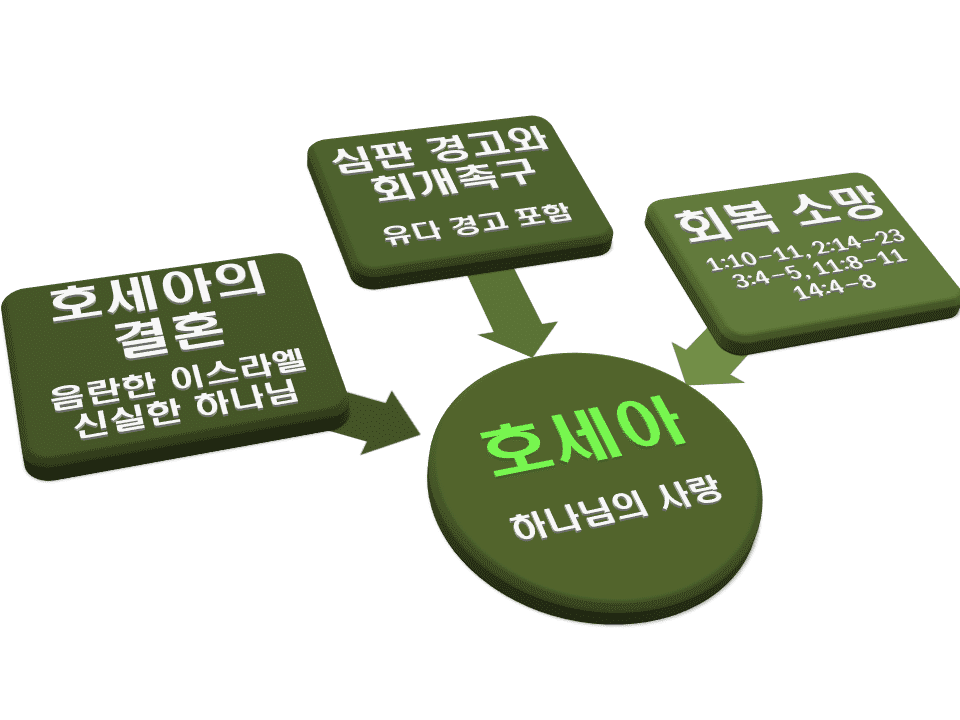 호세아의
결혼
음란한 이스라엘
신실한 하나님
심판 경고와
회개촉구
유다 경고 포함
회복 소망
1:10-11, 2:14-23
3:4-5, 11:8-11
14:4-8
호세아
하나님의 사랑